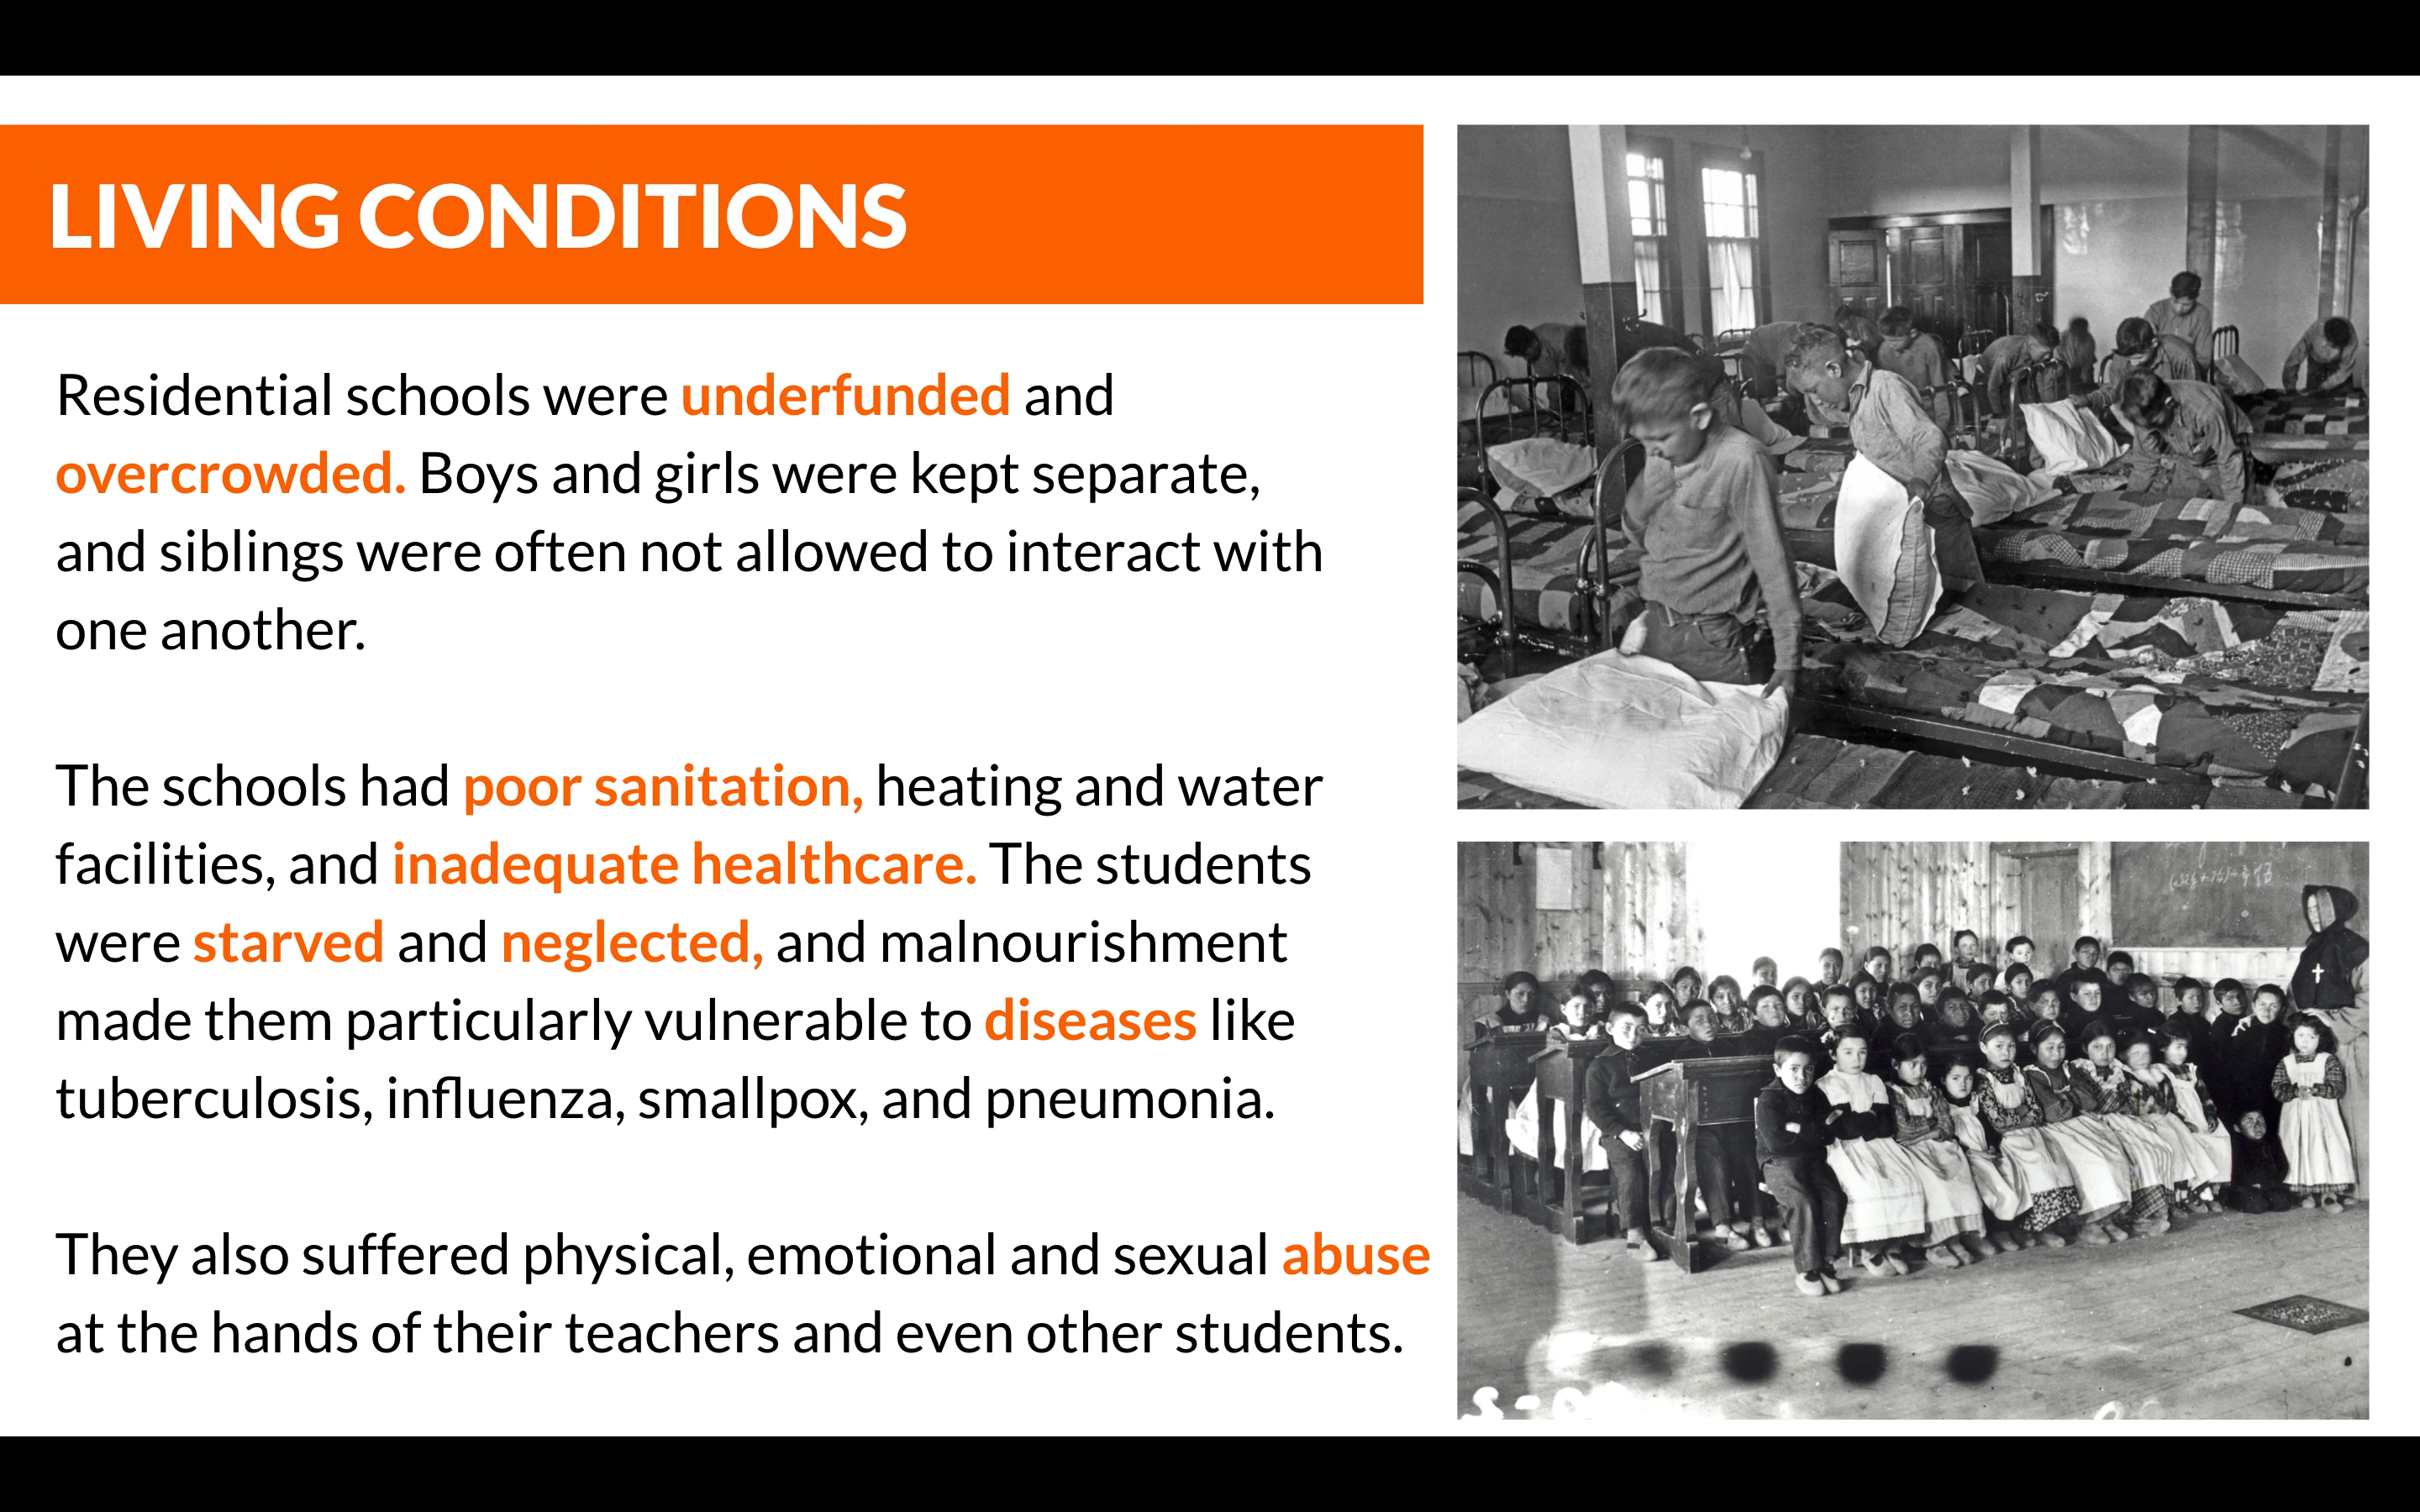 LIVING CONDITIONS
Residential schools were underfunded and
overcrowded. Boys and girls were kept separate,
and siblings were often not allowed to interact with
one another.
The schools had poor sanitation, heating and water
facilities, and inadequate healthcare. The students
were starved and neglected, and malnourishment
made them particularly vulnerable to diseases like
tuberculosis, influenza, smallpox, and pneumonia.
They also suffered physical, emotional and sexual abuse
at the hands of their teachers and even other students.